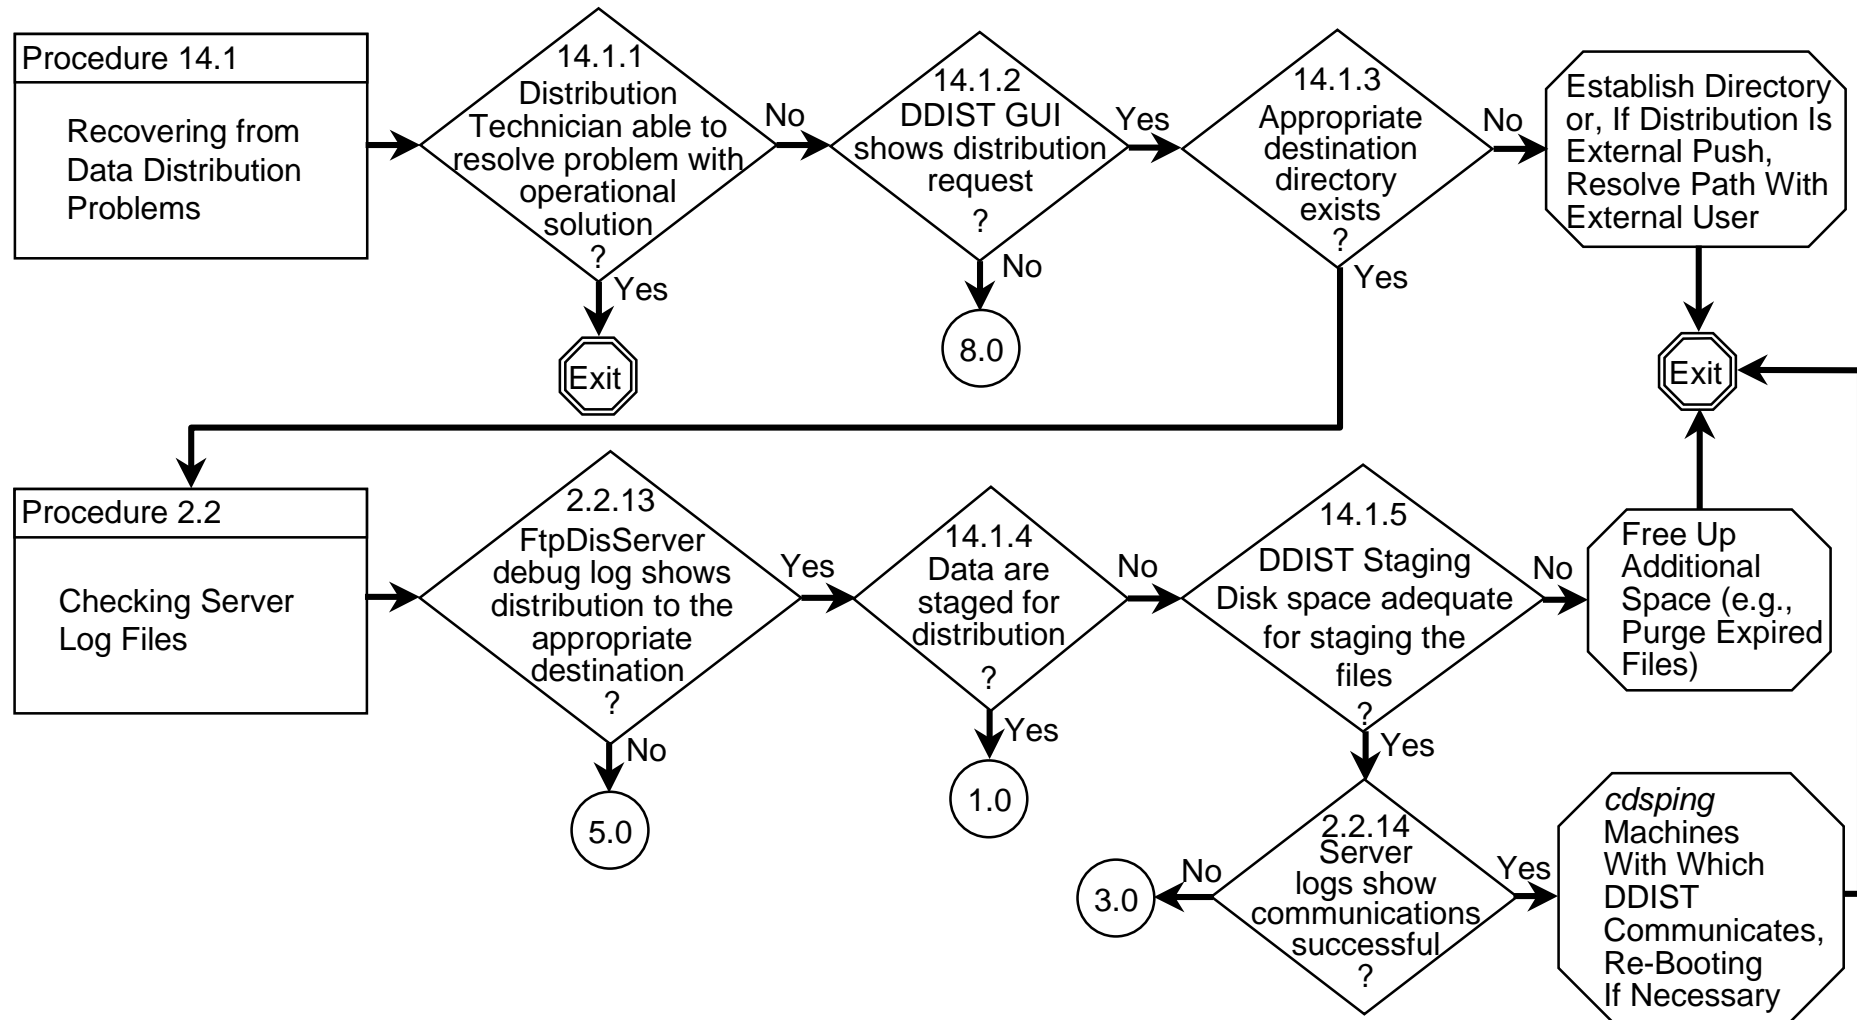 Procedure 14.1
Recovering from
Data Distribution
Problems
14.1.1
Distribution
Technician able to
resolve problem with
operational
solution
?
No
Yes
Exit
14.1.2
DDIST GUI
shows distribution
request
?
Yes
No
8.0
14.1.3
Appropriate
destination
directory
exists
?
No
Yes
Establish Directory
or, If Distribution Is
External Push,
Resolve Path With
External User
Exit
Procedure 2.2
Checking Server
Log Files
2.2.13
FtpDisServer
debug log shows
distribution to the
appropriate
destination
?
Yes
No
5.0
14.1.4
Data are
staged for
distribution
?
No
Yes
1.0
14.1.5
DDIST Staging
Disk space adequate
for staging the
files
?
No
Yes
Free Up
Additional
Space (e.g.,
Purge Expired
Files)
2.2.14
Server
logs show
communications
successful
?
No
3.0
Yes
cdsping
Machines
With Which
DDIST
Communicates,
Re-Booting
If Necessary